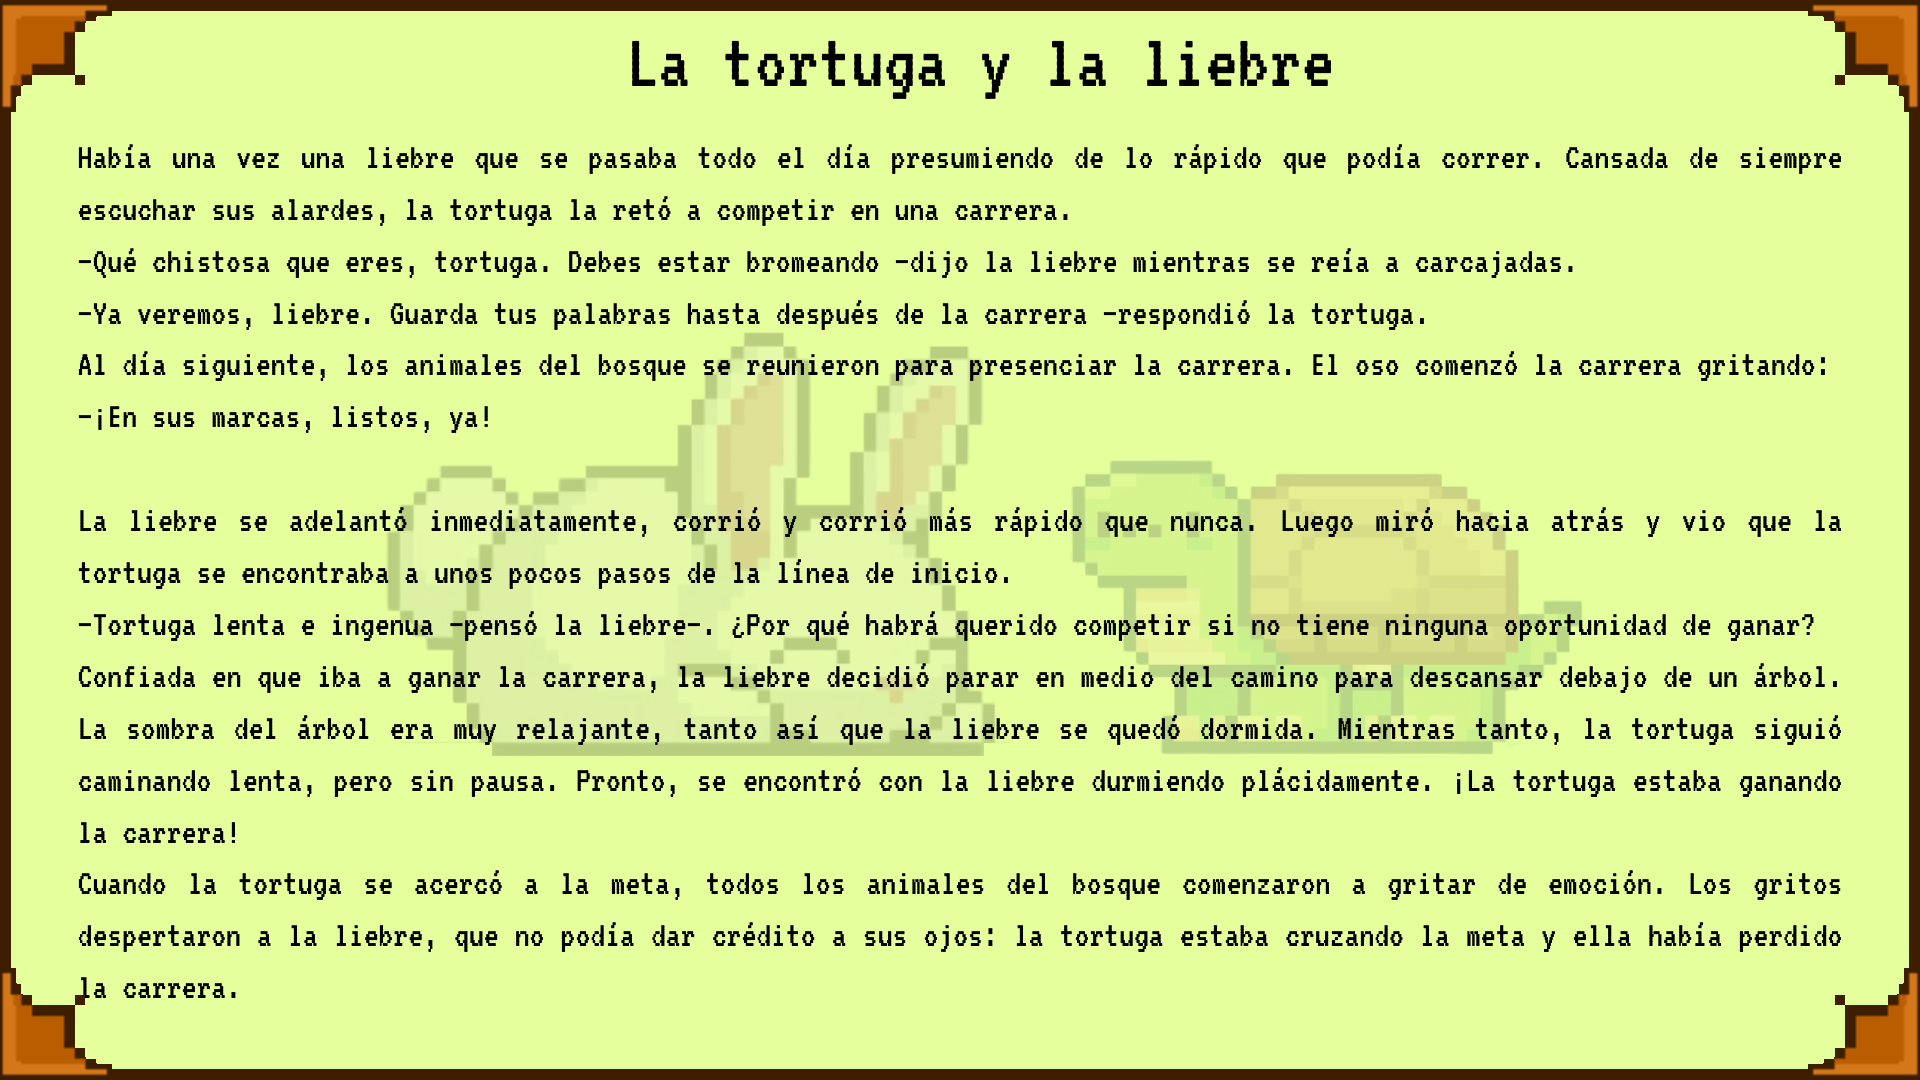 La tortuga y la liebre
Había una vez una liebre que se pasaba todo el día presumiendo de lo rápido que podía correr. Cansada de siempre
escuchar sus alardes, la tortuga la retó a competir en una carrera.
-Qué chistosa que eres, tortuga. Debes estar bromeando -dijo la liebre mientras se reía a carcajadas.
-Ya veremos, liebre. Guarda tus palabras hasta después de la carrera -respondió la tortuga.
Al día siguiente, los animales del bosque se reunieron para presenciar la carrera. El oso comenzó la carrera gritando:
-¡En sus marcas, listos, ya!
La liebre se adelantó inmediatamente, corrió y corrió más rápido que nunca. Luego miró hacia atrás y vio que la
tortuga se encontraba a unos pocos pasos de la línea de inicio.
-Tortuga lenta e ingenua -pensó la liebre-. ¿Por qué habrá querido competir si no tiene ninguna oportunidad de ganar?
Confiada en que iba a ganar la carrera, la liebre decidió parar en medio del camino para descansar debajo de un árbol.
La sombra del árbol era muy relajante, tanto así que la liebre se quedó dormida. Mientras tanto, la tortuga siguió
caminando lenta, pero sin pausa. Pronto, se encontró con la liebre durmiendo plácidamente. ¡La tortuga estaba ganando
la carrera!
Cuando la tortuga se acercó a la meta, todos los animales del bosque comenzaron a gritar de emoción. Los gritos
despertaron a la liebre, que no podía dar crédito a sus ojos: la tortuga estaba cruzando la meta y ella había perdido
la carrera.